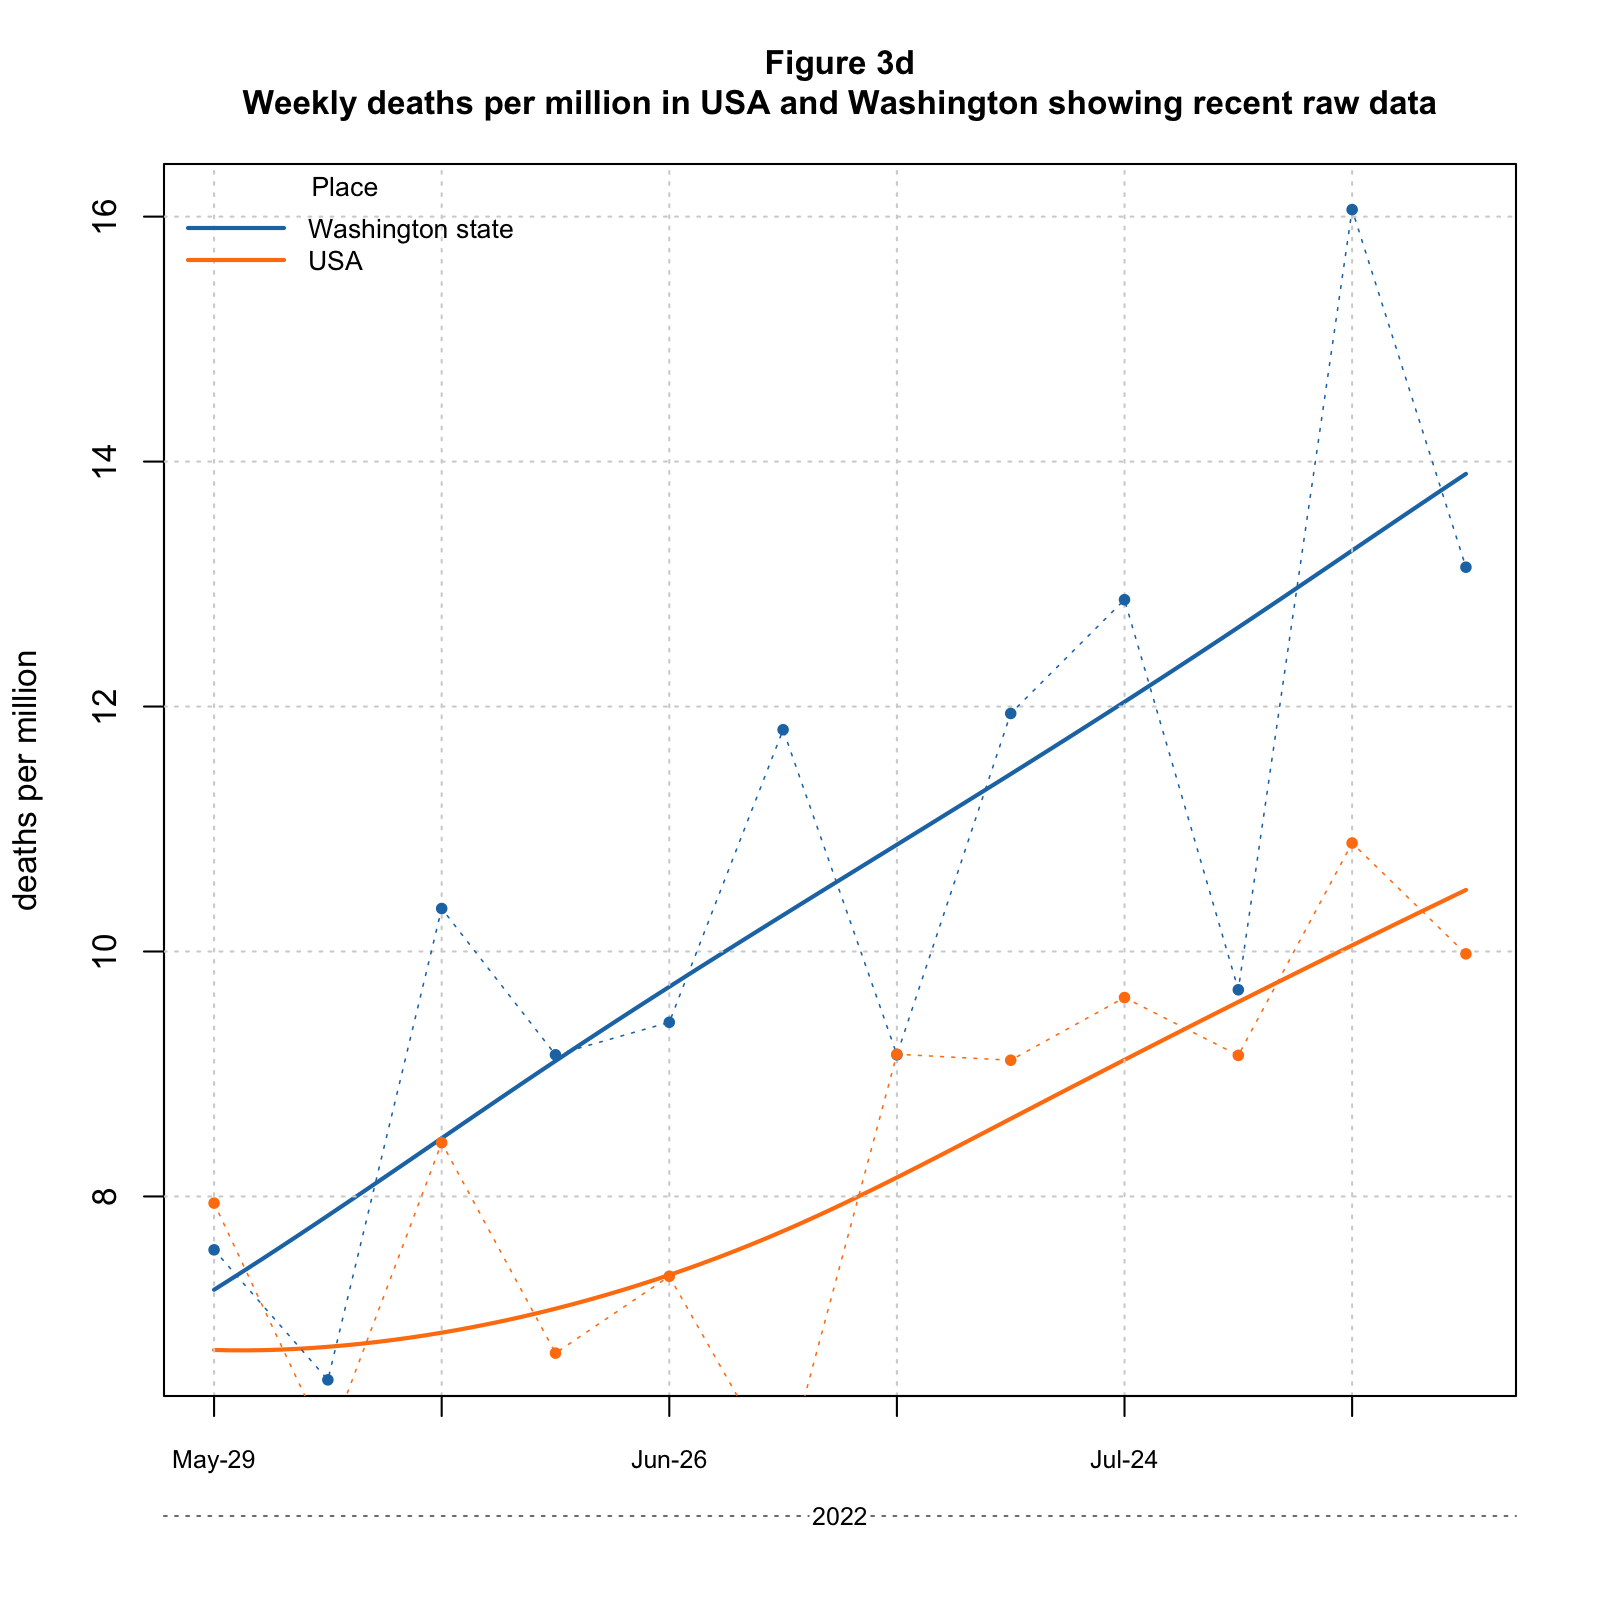 Figure 3d
Weekly deaths per million in USA and Washington showing recent raw data
Place
Washington state
USA
deaths per million
16
14
12
10
8
May-29
Jun-26
Jul-24
2022